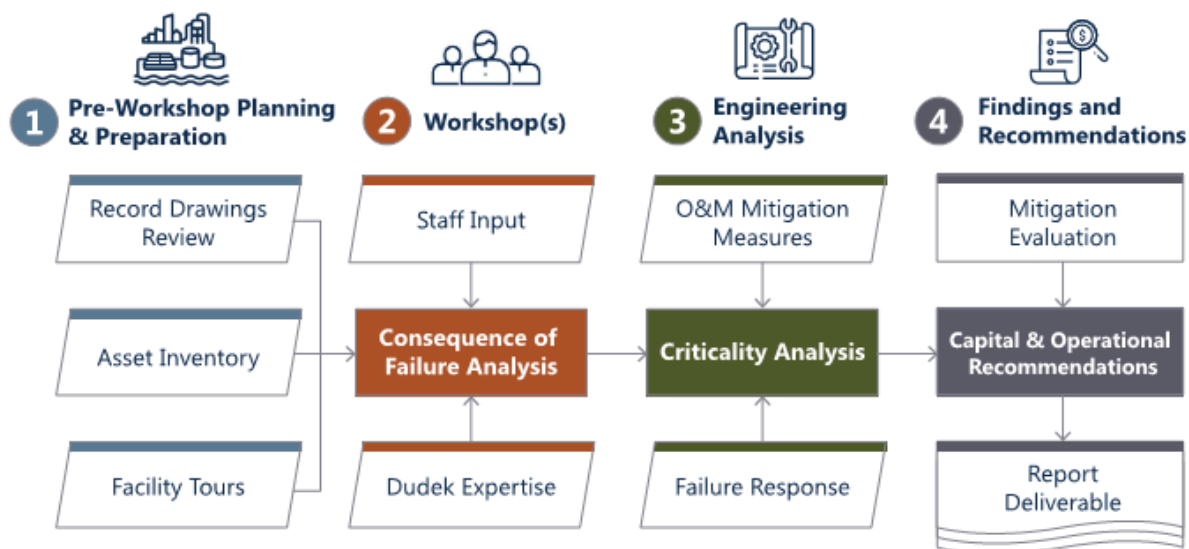 1 Pre-Workshop Planning
& Preparation
2 Workshop(s)
3 Engineering
Analysis
4 Findings and
Recommendations
Record Drawings
Review
Asset Inventory
Facility Tours
Staff Input
Consequence of
Failure Analysis
Dudek Expertise
O&M Mitigation
Measures
Criticality Analysis
Failure Response
Mitigation
Evaluation
Capital & Operational
Recommendations
Report
Deliverable